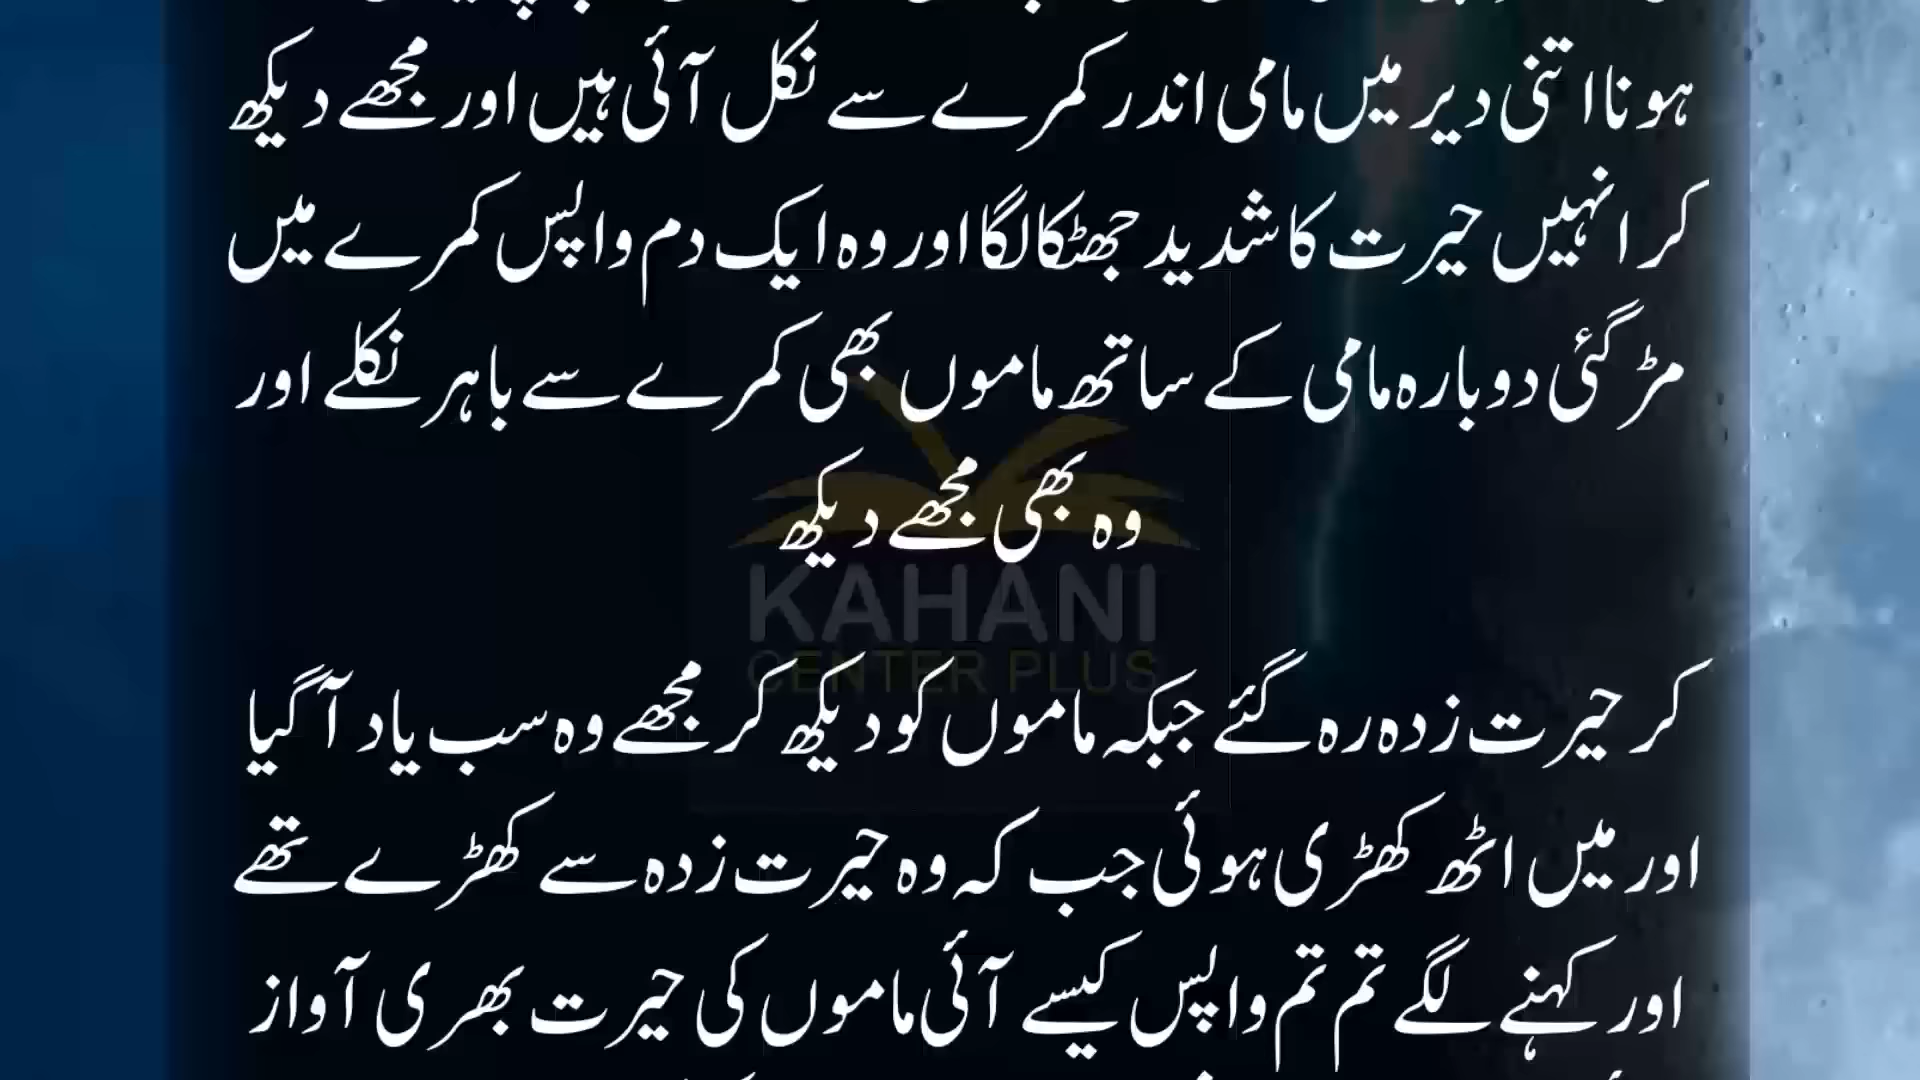 ہونا اتنی دیر میں مامی اندر کمرے سے نکل آئی ہیں اور مجھے دیکھ
کر انہیں حیرت کا شدید جھٹکا لگا اور وہ ایک دم واپس کمرے میں
مڑ گئی دوبارہ مامی کے ساتھ ماموں بھی کمرے سے باہر نکلے اور
وہ بھی مجھے دیکھ
KAHANI
CENTER PLUS
کر حیرت زدہ رہ گئے جبکہ ماموں کو دیکھ کر مجھے وہ سب یاد آگیا
اور میں اٹھ کھڑی ہوئی جب کہ وہ حیرت زدہ سے کھڑے تھے
اور کہنے لگے تم تم واپس کیسے آئی ماموں کی حیرت بھری آواز